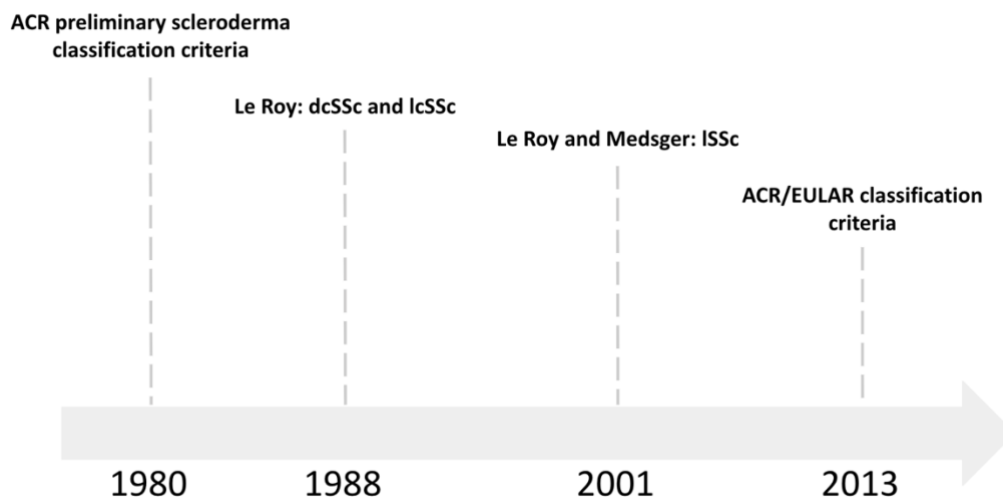 ACR preliminary scleroderma
classification criteria
Le Roy: dcSSc and lcSSc
Le Roy and Medsger: lSSc
ACR/EULAR classification
criteria
1980
1988
2001
2013